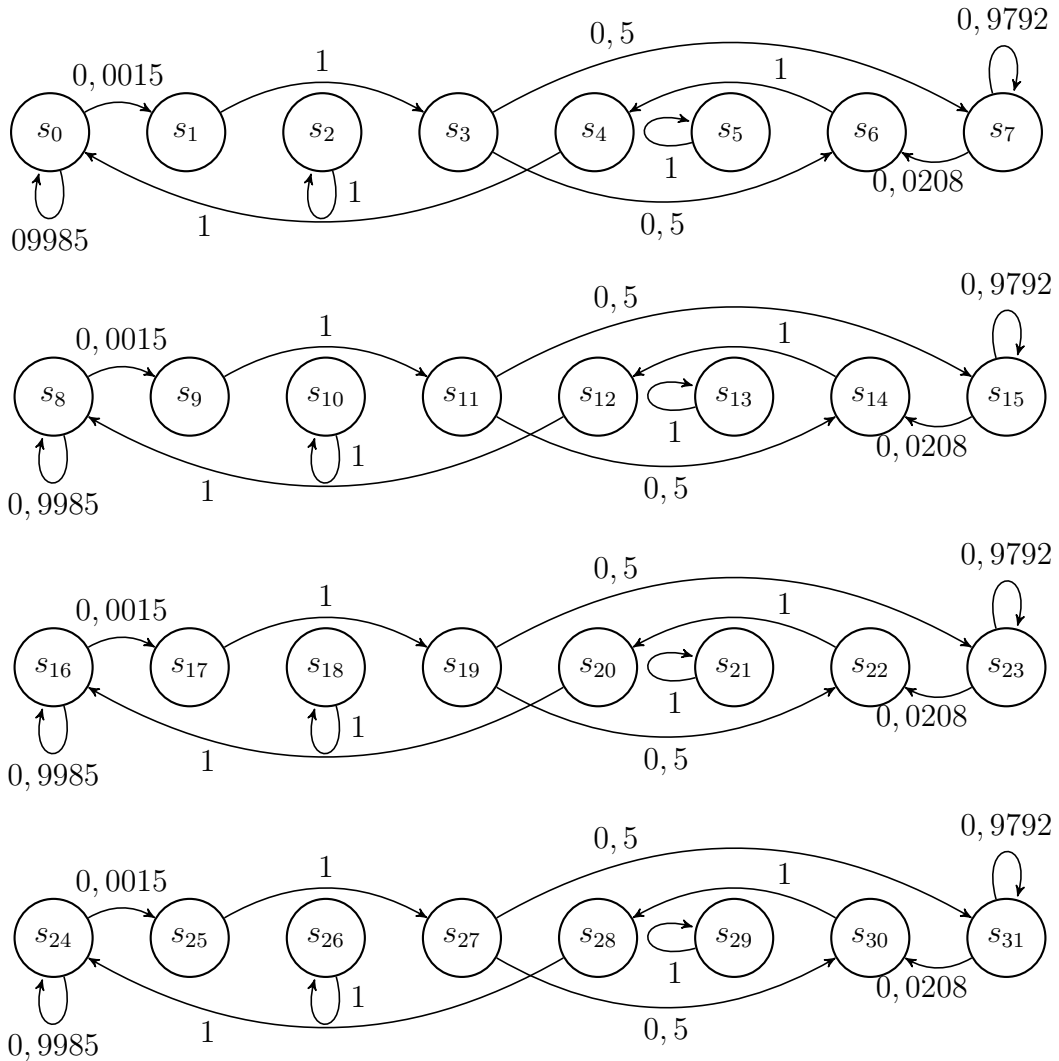 0, 9792
0, 5
0, 0015 1 1
s0 s1 s2 s3 s4 s5 s6 s7
1 1 0, 0208
09985 1 0, 5
0, 9792
0, 5
0, 0015 1 1
s8 s9 s10 s11 s12 s13 s14 s15
1 1 0, 0208
0, 9985 1 0, 5
0, 9792
0, 5
0, 0015 1 1
s16 s17 s18 s19 s20 s21 s22 s23
1 1 0, 0208
0, 9985 1 0, 5
0, 9792
0, 5
0, 0015 1 1
s24 s25 s26 s27 s28 s29 s30 s31
1 1 0, 0208
0, 9985 1 0, 5